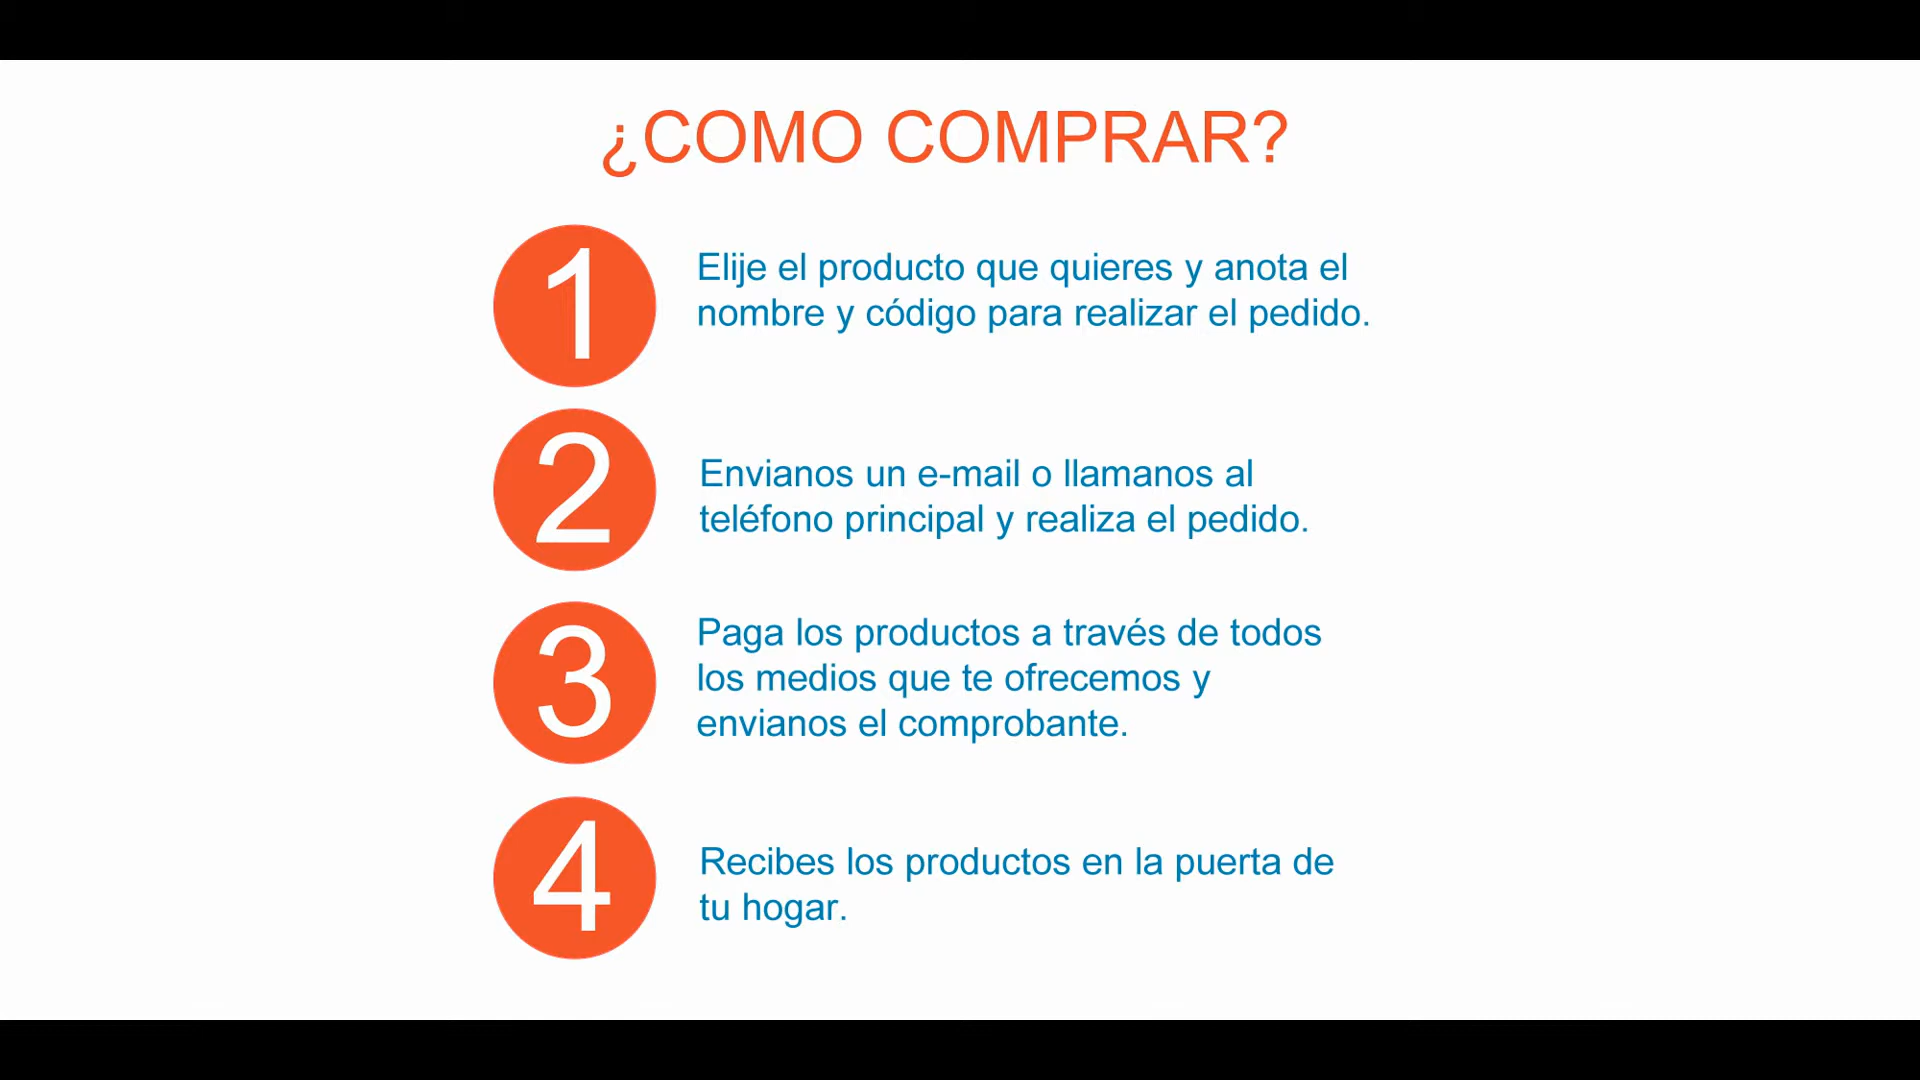 ¿COMO COMPRAR?
1
Elije el producto que quieres y anota el
nombre y código para realizar el pedido.
2
Envianos un e-mail o llamanos al
teléfono principal y realiza el pedido.
3
Paga los productos a través de todos
los medios que te ofrecemos y
envianos el comprobante.
4
Recibes los productos en la puerta de
tu hogar.